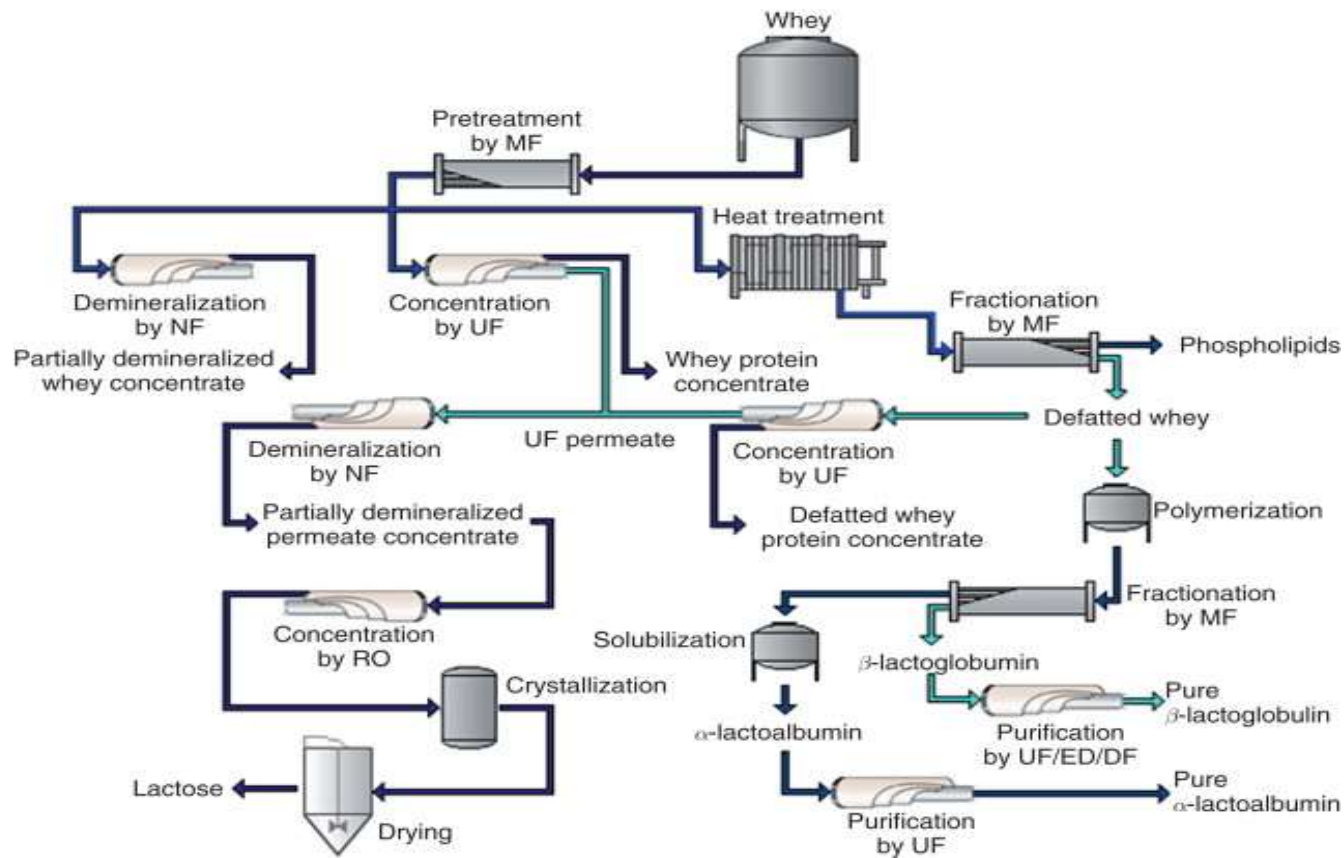 Whey
Pretreatment
by MF
Heat treatment
Demineralization
by NF
Concentration
by UF
Fractionation
by MF
Phospholipids
Partially demineralized
whey concentrate
Whey protein
concentrate
Defatted whey
UF permeate
Demineralization
by NF
Concentration
by UF
Partially demineralized
permeate concentrate
Defatted whey
protein concentrate
Polymerization
Fractionation
by MF
Concentration
by RO
Solubilization
β-lactoglobumin
Crystallization
Pure
β-lactoglobulin
α-lactoalbumin
Purification
by UF/ED/DF
Lactose
Drying
Purification
by UF
Pure
α-lactoalbumin